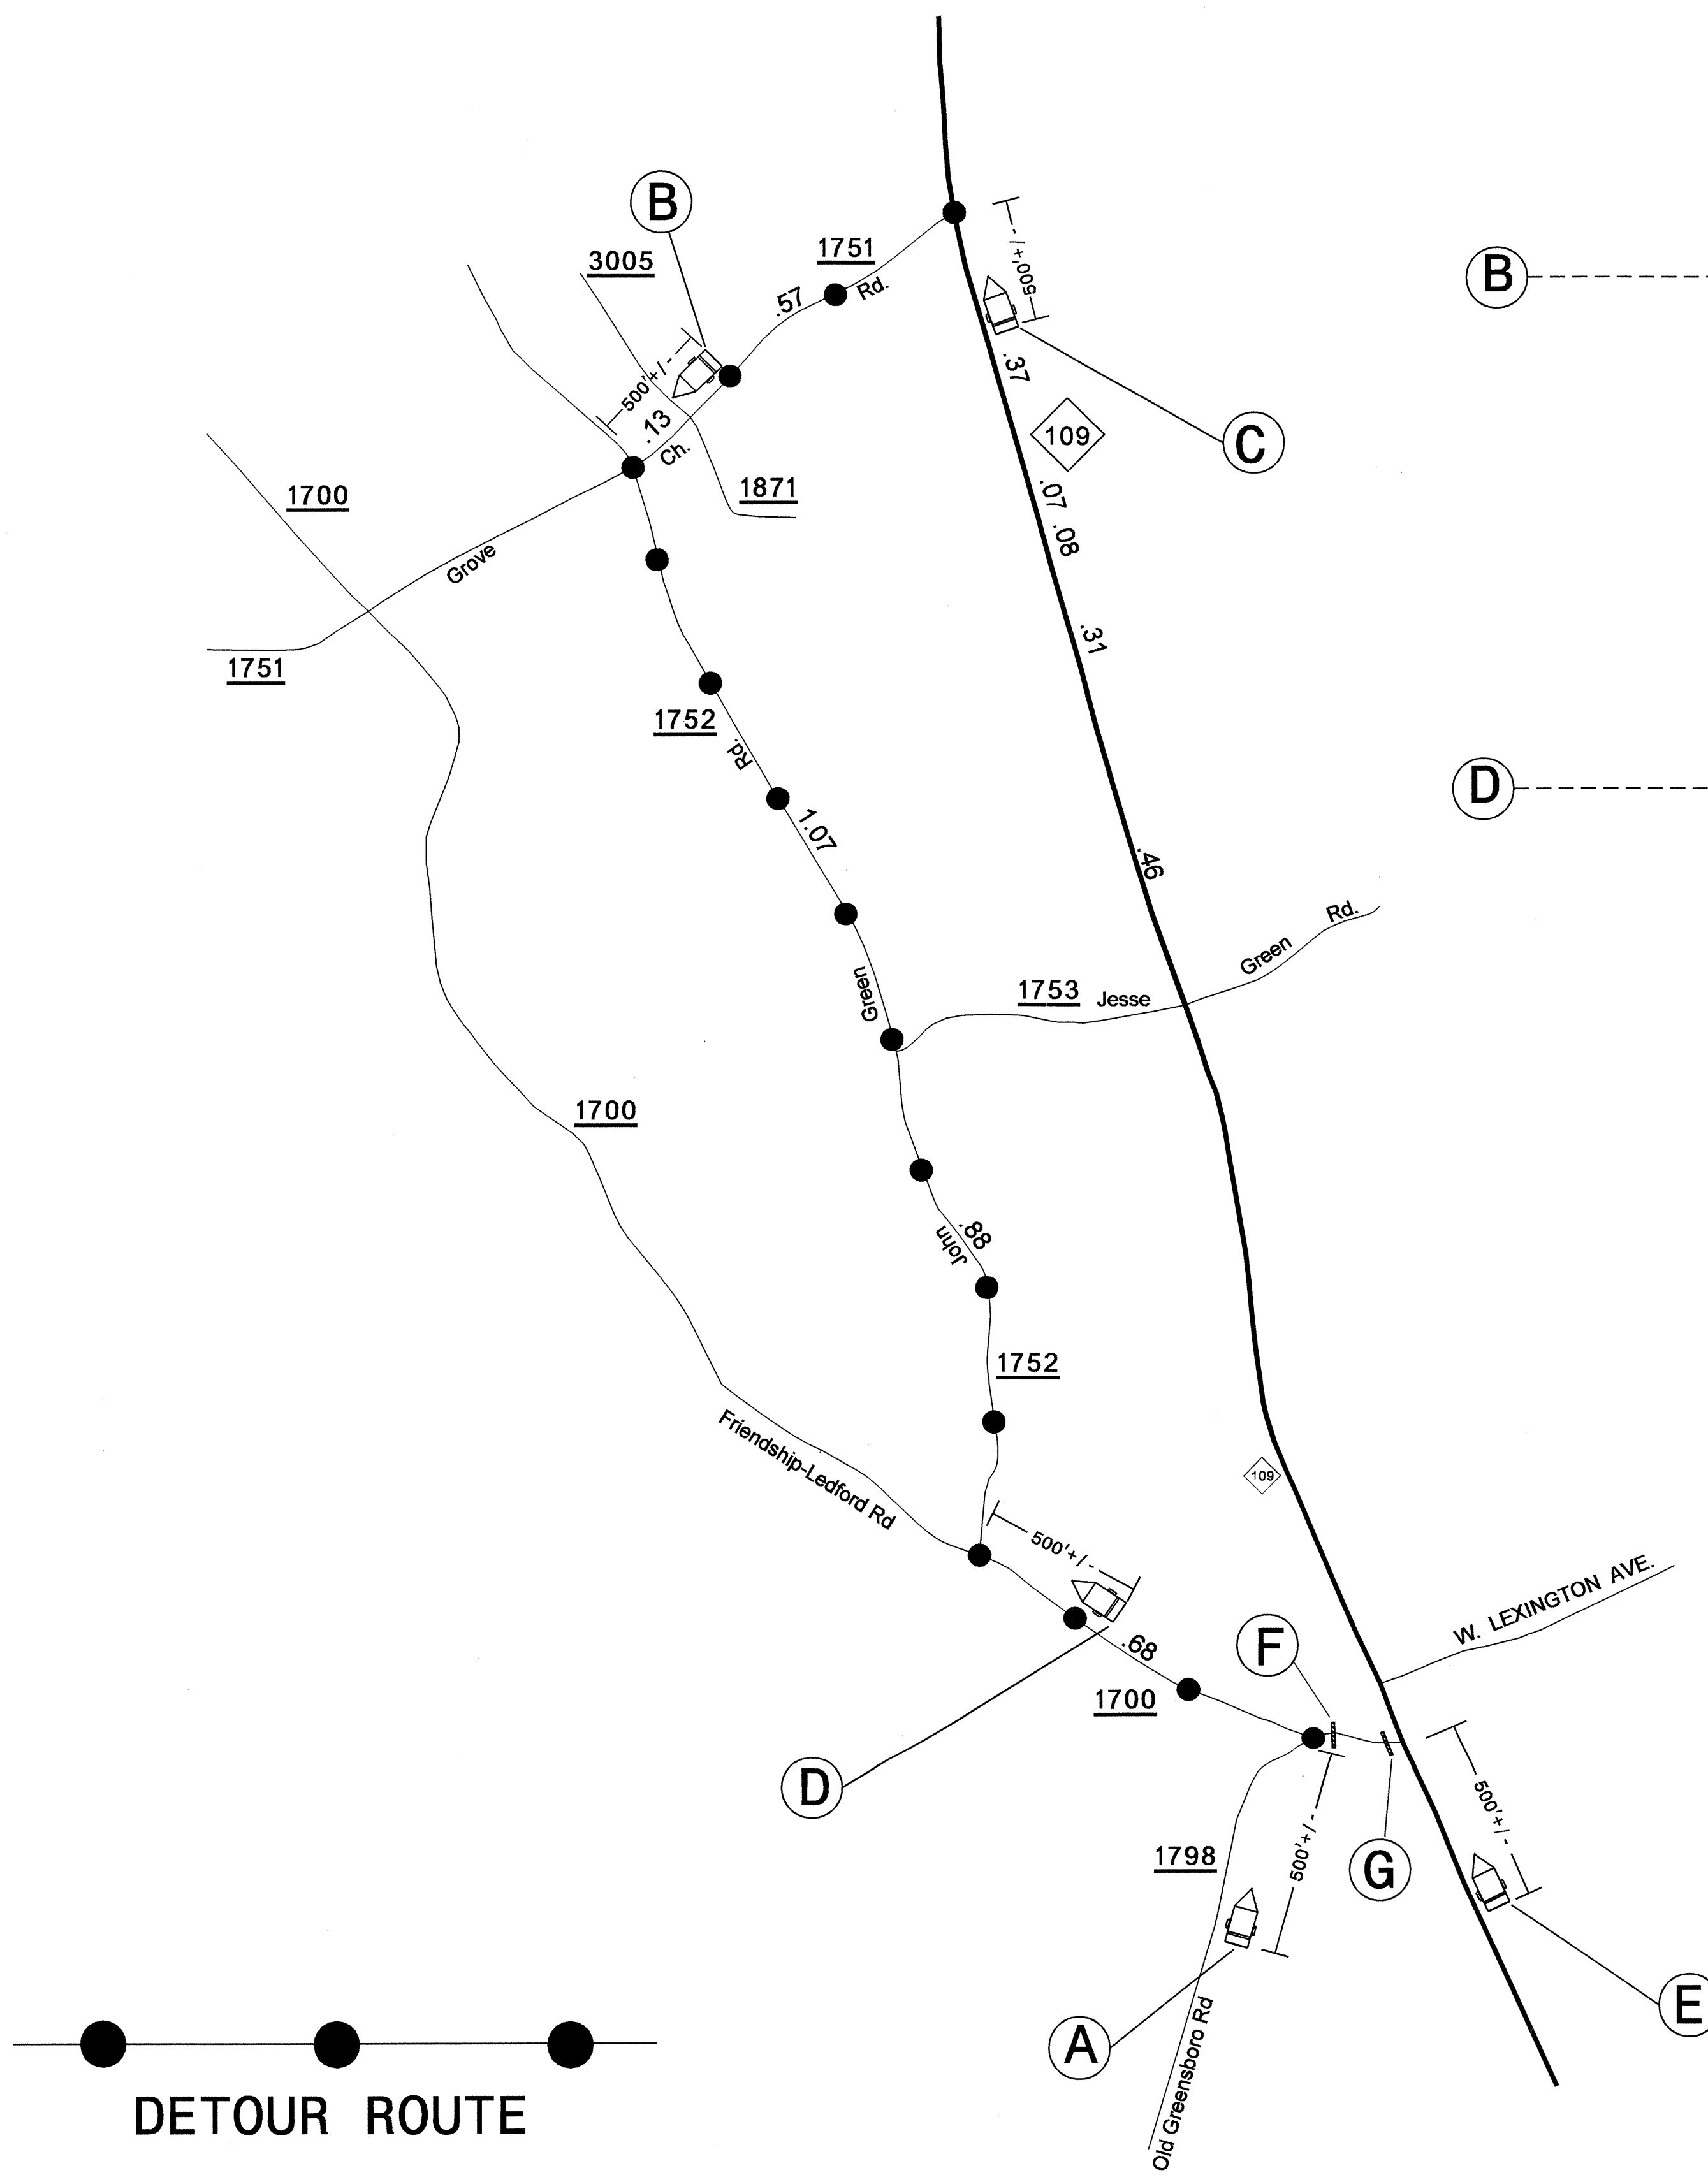 B
3005
1751
.57
Rd.
500'+/-
B
500'+/-
.13
Ch.
.37
109
C
1700
1871
.07
.08
Grove
1751
.31
1752
Rd.
D
1.07
.46
Green
Rd.
Green
1753
Jesse
1700
.88
John
1752
109
Friendship-Ledford Rd
500'+/-
W. LEXINGTON AVE.
.68
F
1700
D
500'+/-
500'+/-
1798
G
E
A
Old Greensboro Rd
DETOUR ROUTE